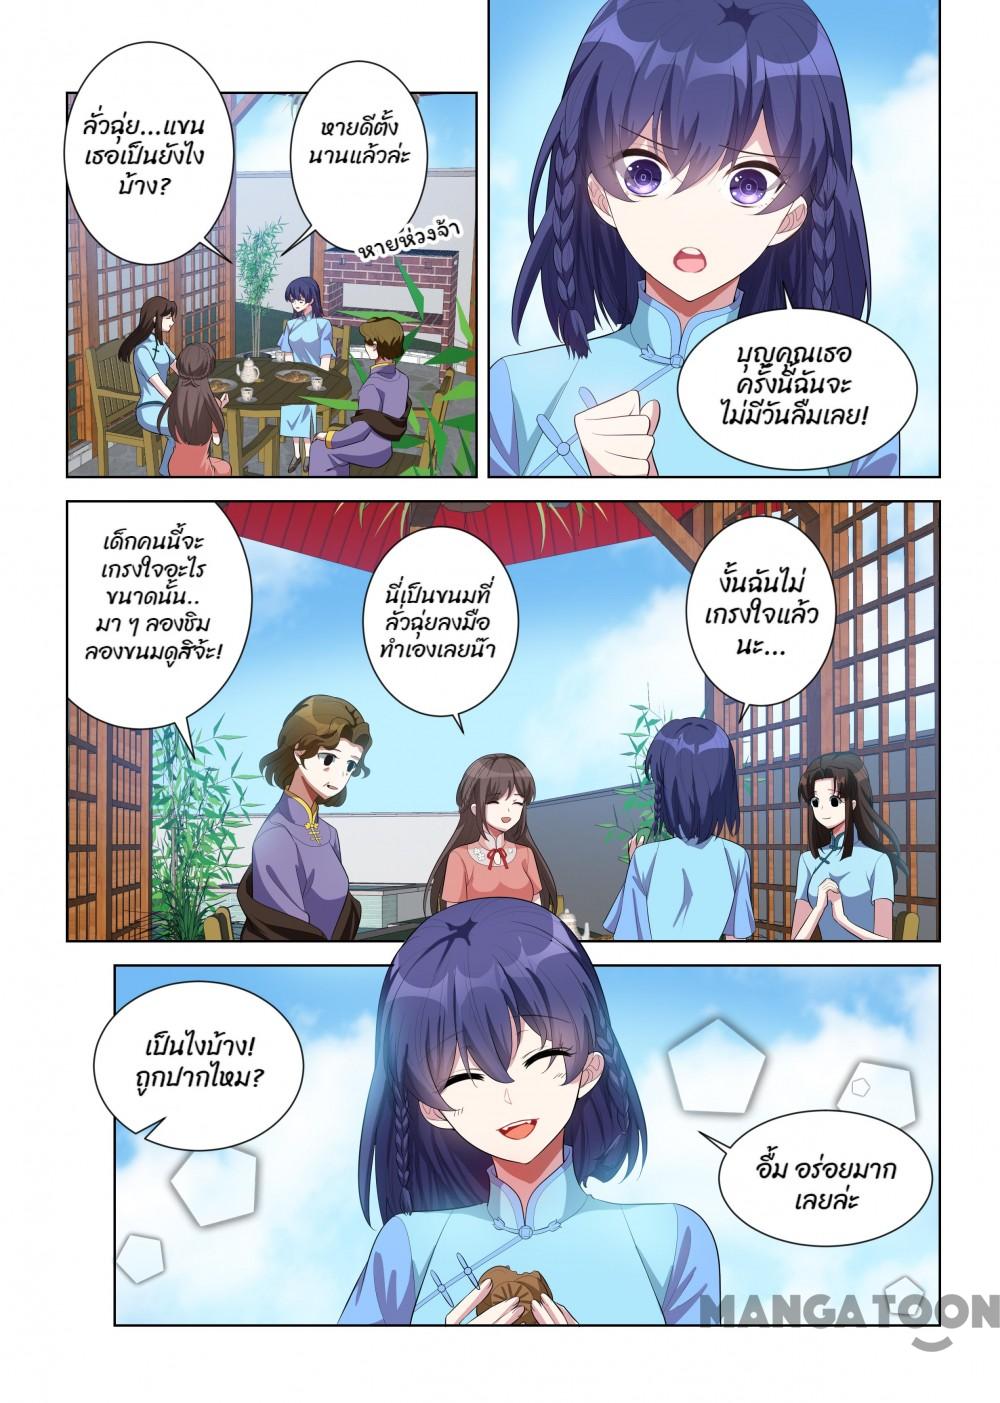 ลั่วฉุ่ย...แขน
เธอเป็นยังไง
บ้าง?
หายดีตั้ง
นานแล้วล่ะ
หายห่วงจ้า
บุญคุณเธอ
ครั้งนี้ฉันจะ
ไม่มีวันลืมเลย!
เด็กคนนี้จะ
เกรงใจอะไร
ขนาดนั้น..
มา ๆ ลองชิม
ลองขนมดูสิจ้ะ!
นี่เป็นขนมที่
ลั่วฉุ่ยลงมือ
ทำเองเลยน๊า
งั้นฉันไม่
เกรงใจแล้ว
นะ...
เป็นไงบ้าง!
ถูกปากไหม?
อื้ม อร่อยมาก
เลยล่ะ
MANGATOON